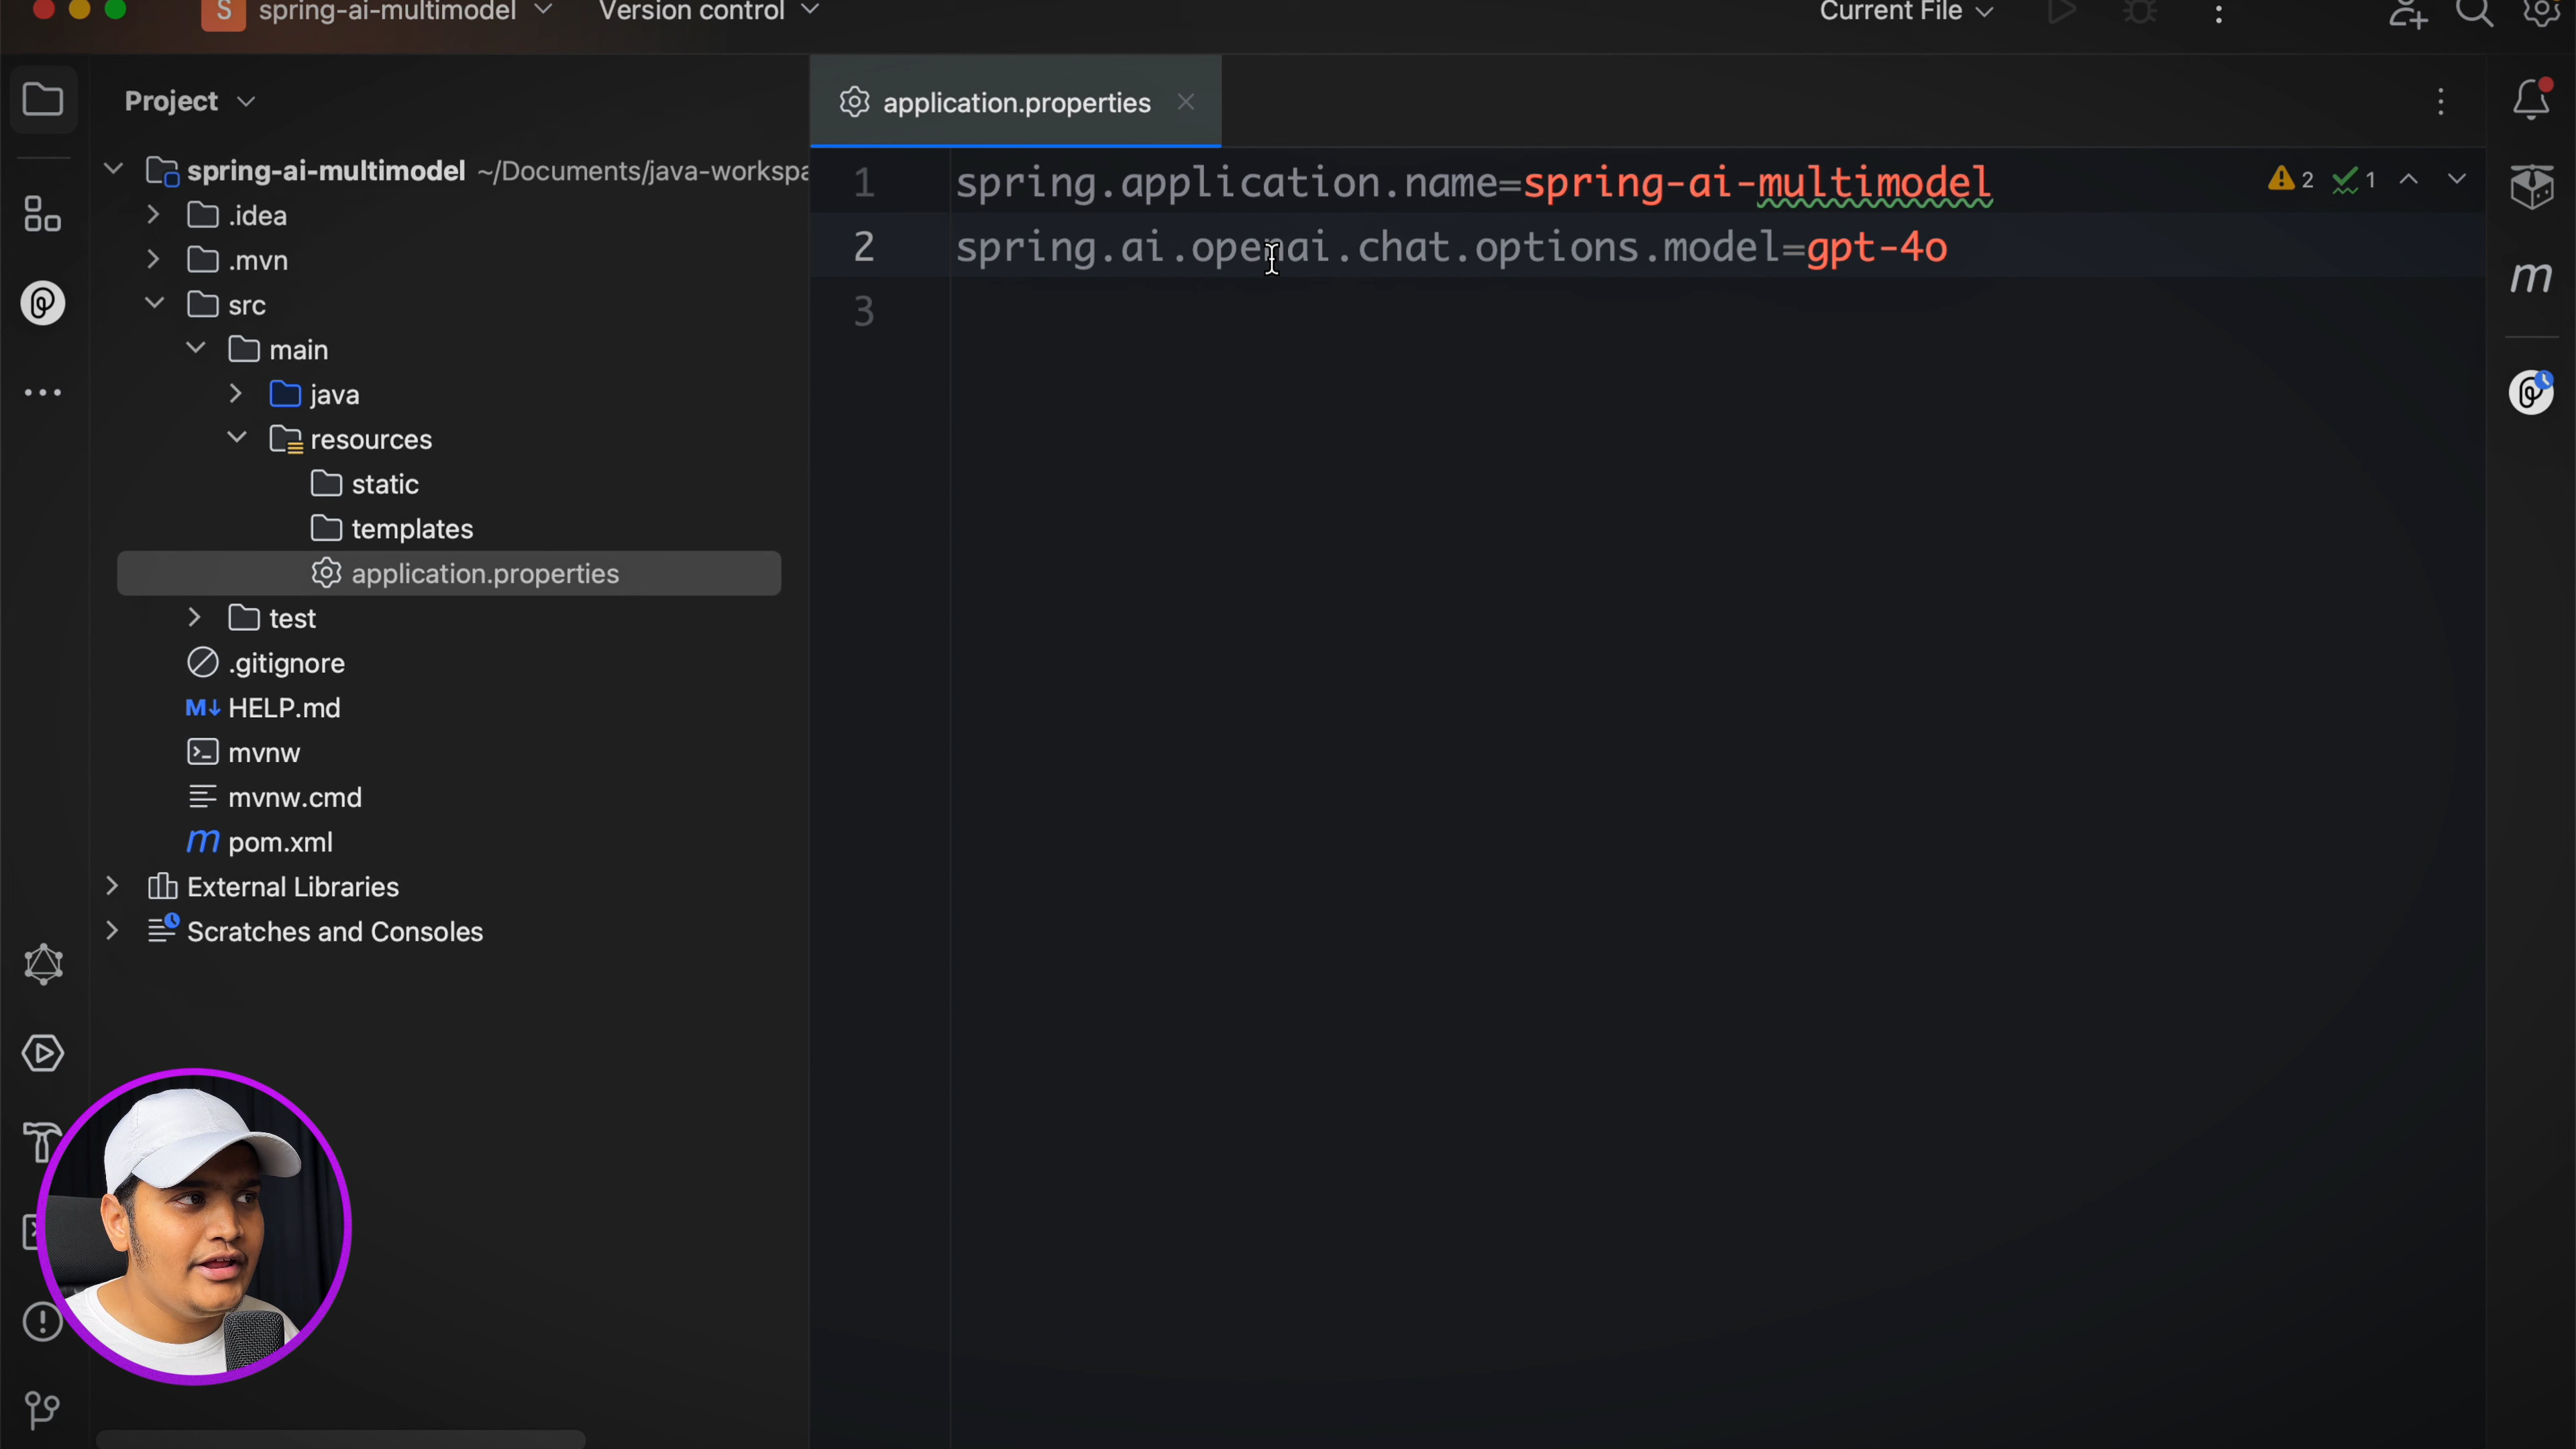 S spring-ai-multimodel Version control Current File
Project
application.properties
spring-ai-multimodel ~/Documents/java-workspa
.idea
.mvn
src
main
java
resources
static
templates
application.properties
test
.gitignore
M↓ HELP.md
mvnw
mvnw.cmd
m pom.xml
External Libraries
Scratches and Consoles
1 spring.application.name=spring-ai-multimodel
2 1
2 spring.ai.openai.chat.options.model=gpt-4o
3
m